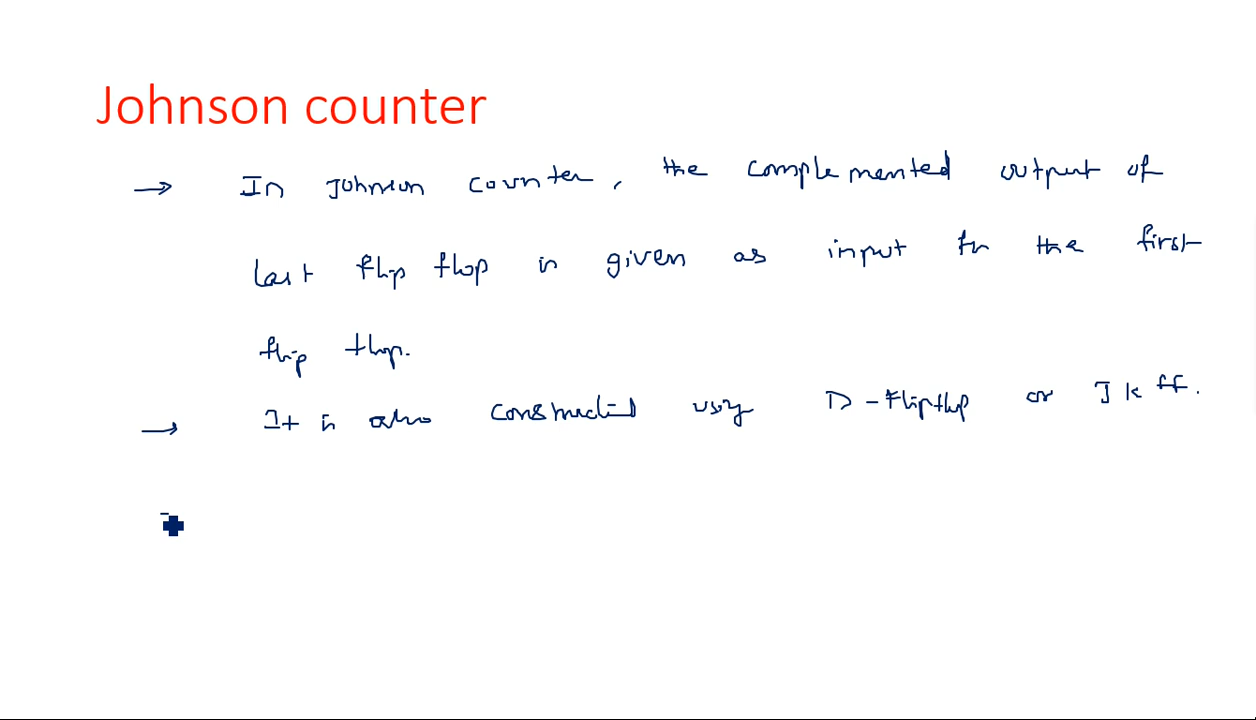 Johnson counter
→ In Johnson counter, the complemented output of
last flip flop is given as input to the first
flip flop.
→ It is also constructed using D-Flipflop or JK ff.